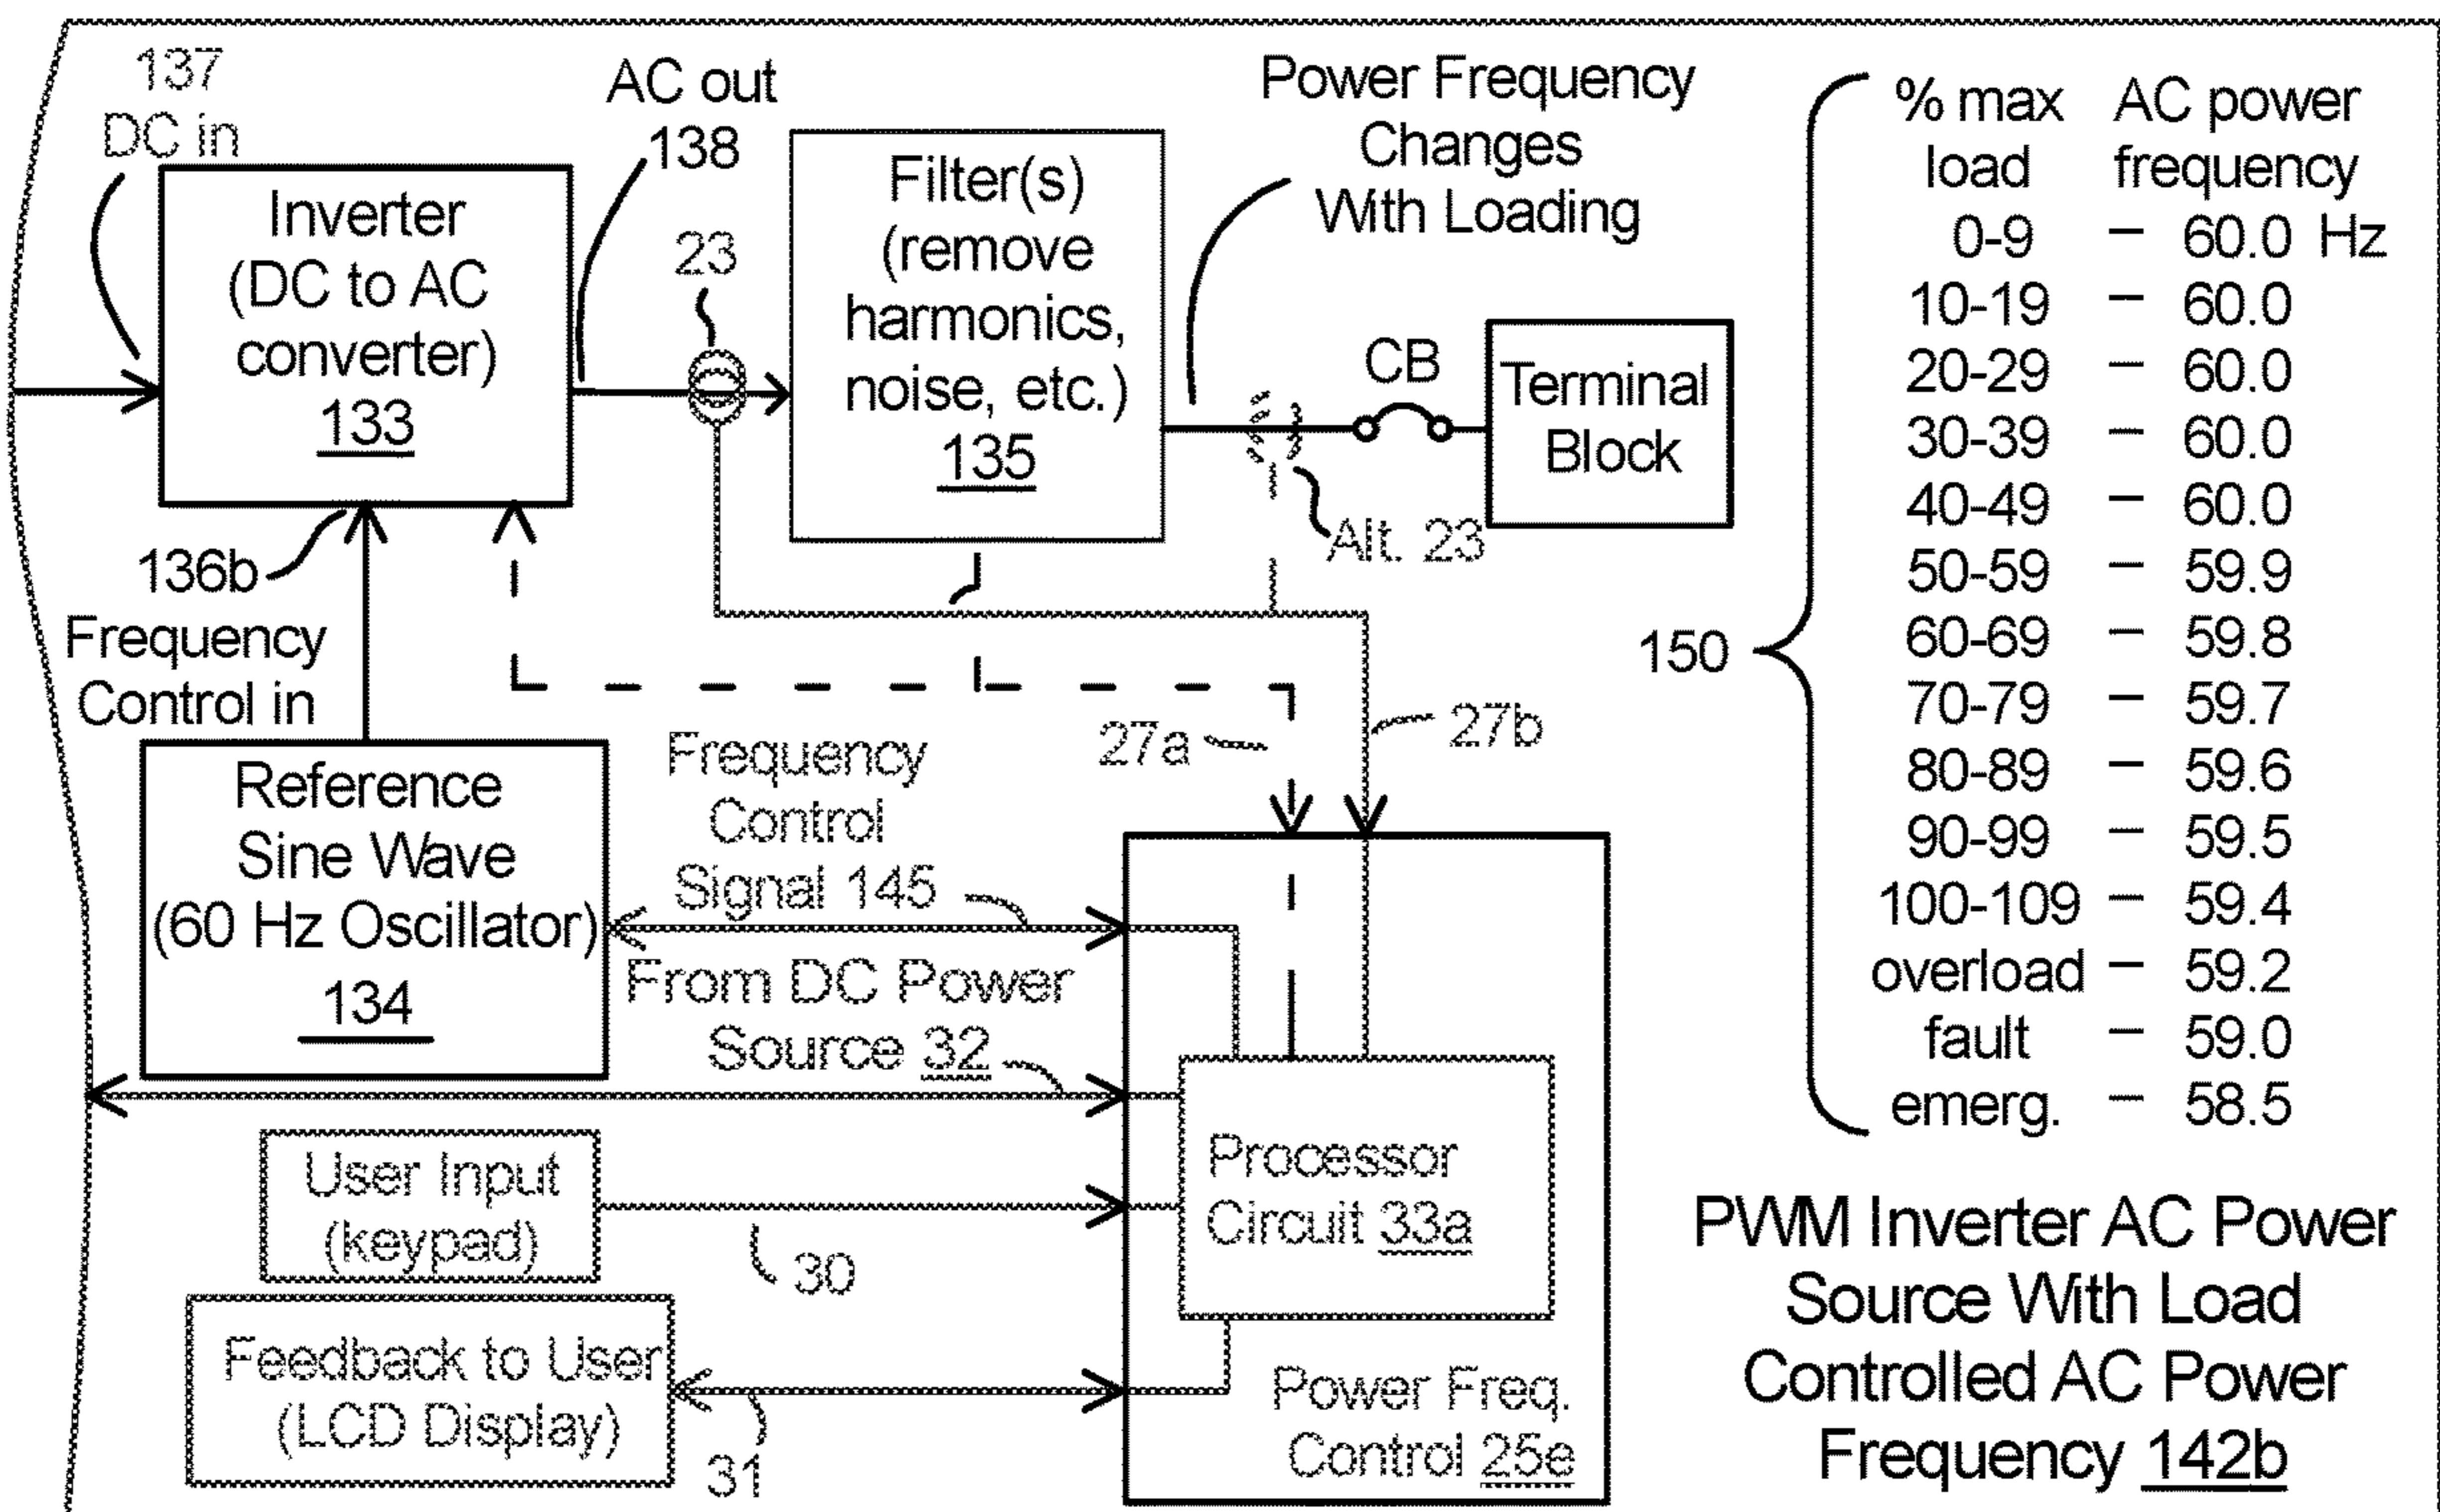 137
DC in
AC out
138
Inverter
(DC to AC
converter)
133
23
Filter(s)
(remove
harmonics,
noise, etc.)
135
Power Frequency
Changes
With Loading
CB
Terminal
Block
Alt. 23
136b
Frequency
Control in
Reference
Sine Wave
(60 Hz Oscillator)
134
Frequency
Control
Signal 145
27a
27b
From DC Power
Source 32
User Input
(keypad)
30
Feedback to User
(LCD Display)
31
Processor
Circuit 33a
Power Freq.
Control 25e
150
% max AC power
load frequency
0-9 – 60.0 Hz
10-19 – 60.0
20-29 – 60.0
30-39 – 60.0
40-49 – 60.0
50-59 – 59.9
60-69 – 59.8
70-79 – 59.7
80-89 – 59.6
90-99 – 59.5
100-109 – 59.4
overload – 59.2
fault – 59.0
emerg. – 58.5
PWM Inverter AC Power
Source With Load
Controlled AC Power
Frequency 142b